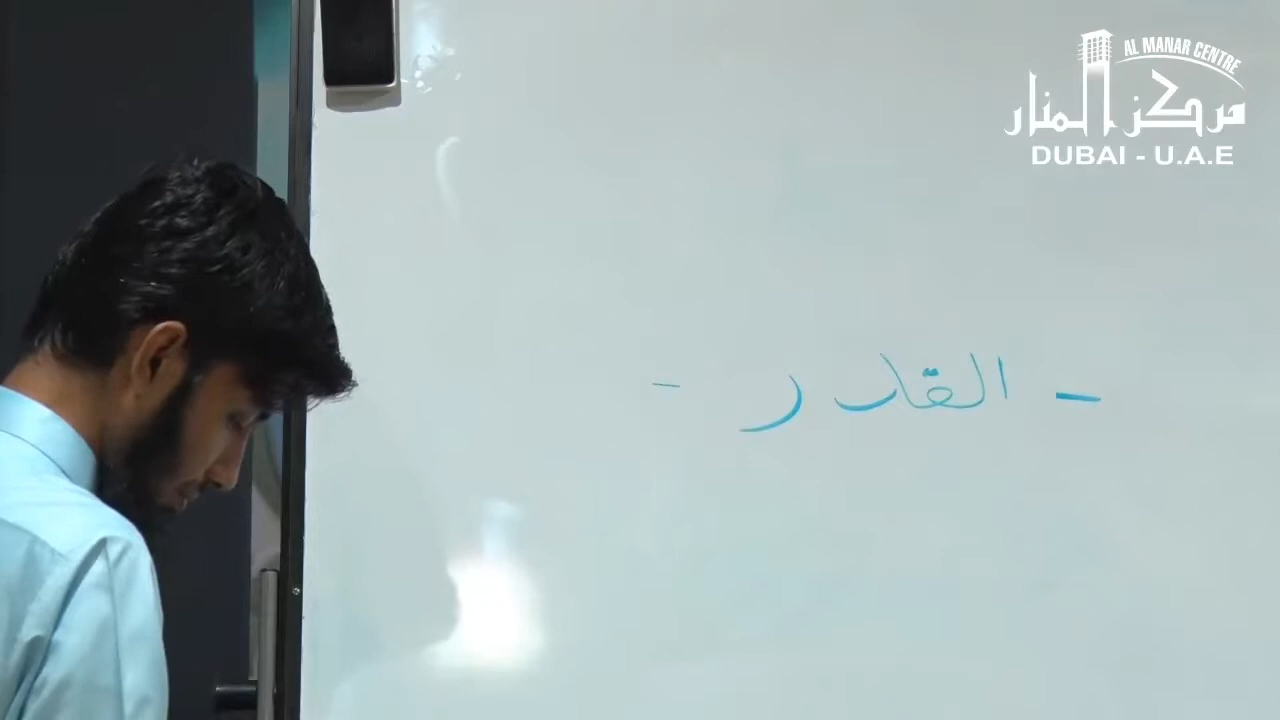 AL MANAR CENTRE
مركز المنار
DUBAI - U.A.E
- القادر -